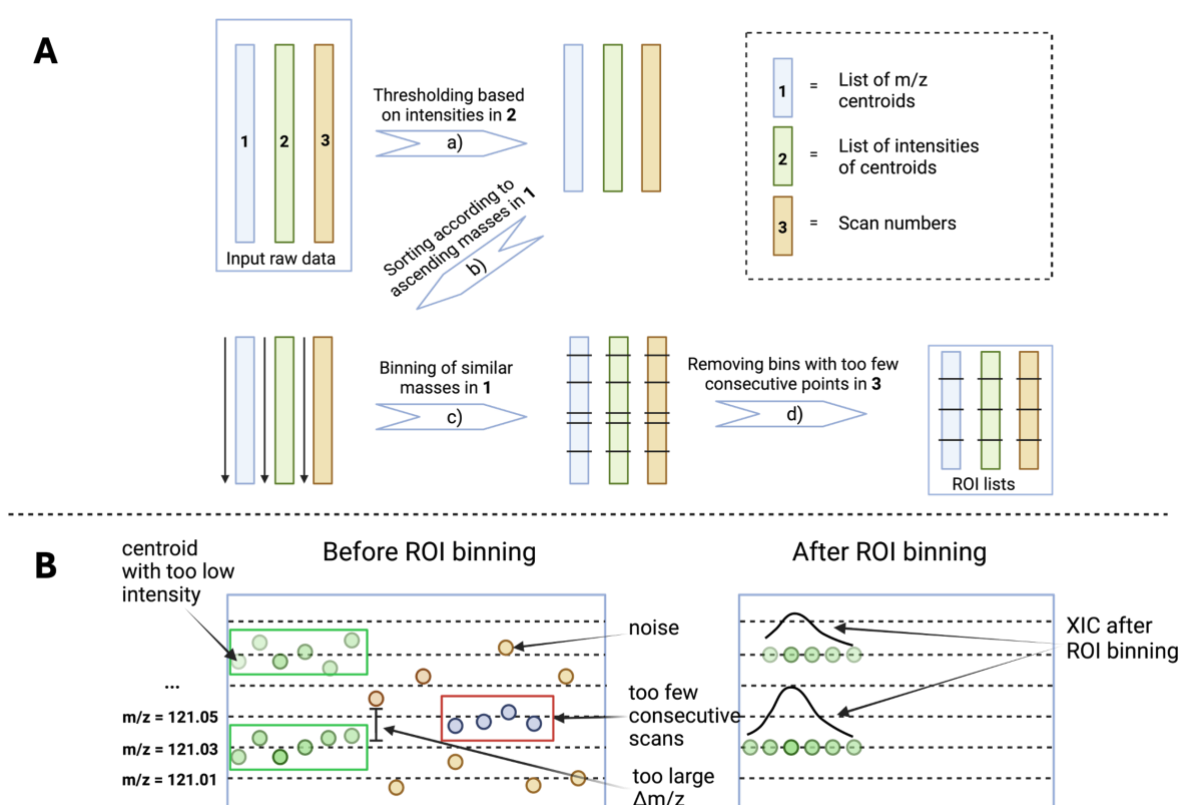 A
1
2
3
Input raw data
Thresholding based
on intensities in 2
a)
1
=
List of m/z
centroids
2
=
List of intensities
of centroids
3
=
Scan numbers
Sorting according to
ascending masses in 1
b)
Binning of similar
masses in 1
c)
Removing bins with too few
consecutive points in 3
d)
ROI lists
B
centroid
with too low
intensity
Before ROI binning
After ROI binning
noise
XIC after
ROI binning
...
m/z = 121.05
m/z = 121.03
m/z = 121.01
too few
consecutive
scans
too large
Δm/z